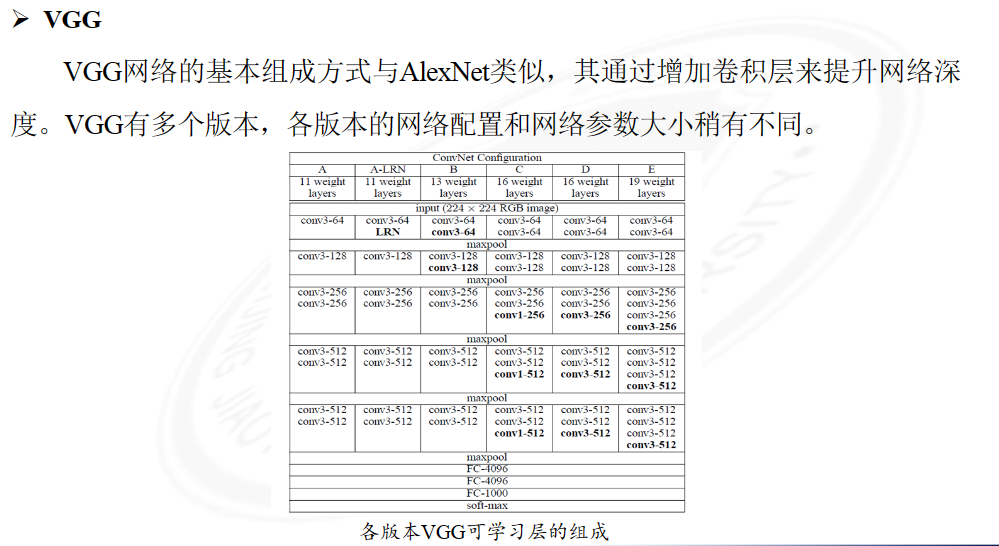 ➢ VGG
VGG网络的基本组成方式与AlexNet类似，其通过增加卷积层来提升网络深
度。VGG有多个版本，各版本的网络配置和网络参数大小稍有不同。
ConvNet Configuration
A A-LRN B C D E
11 weight 11 weight 13 weight 16 weight 16 weight 19 weight
layers layers layers layers layers layers
input (224 × 224 RGB image)
conv3-64 conv3-64 conv3-64 conv3-64 conv3-64 conv3-64
LRN conv3-64 conv3-64 conv3-64 conv3-64
maxpool
conv3-128 conv3-128 conv3-128 conv3-128 conv3-128 conv3-128
conv3-128 conv3-128 conv3-128 conv3-128
maxpool
conv3-256 conv3-256 conv3-256 conv3-256 conv3-256 conv3-256
conv3-256 conv3-256 conv3-256 conv3-256 conv3-256 conv3-256
conv1-256 conv3-256 conv3-256
conv3-256
maxpool
conv3-512 conv3-512 conv3-512 conv3-512 conv3-512 conv3-512
conv3-512 conv3-512 conv3-512 conv3-512 conv3-512 conv3-512
conv1-512 conv3-512 conv3-512
conv3-512
maxpool
conv3-512 conv3-512 conv3-512 conv3-512 conv3-512 conv3-512
conv3-512 conv3-512 conv3-512 conv3-512 conv3-512 conv3-512
conv1-512 conv3-512 conv3-512
conv3-512
maxpool
FC-4096
FC-4096
FC-1000
soft-max
各版本VGG可学习层的组成